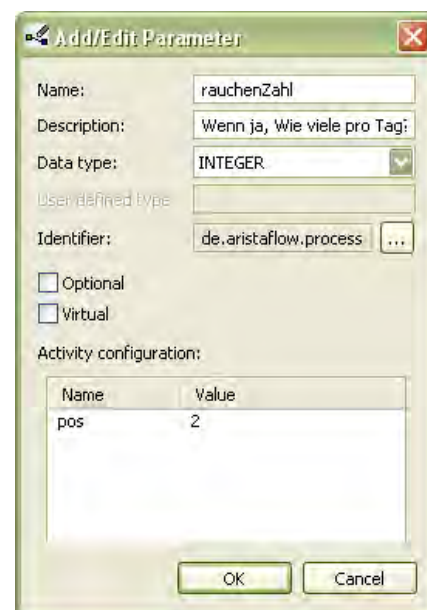 Add/Edit Parameter
Name: rauchenZahl
Description: Wenn ja, Wie viele pro Tag?
Data type: INTEGER
User defined type
Identifier: de.aristaflow.process ...
Optional
Virtual
Activity configuration:
Name Value
pos 2
OK Cancel